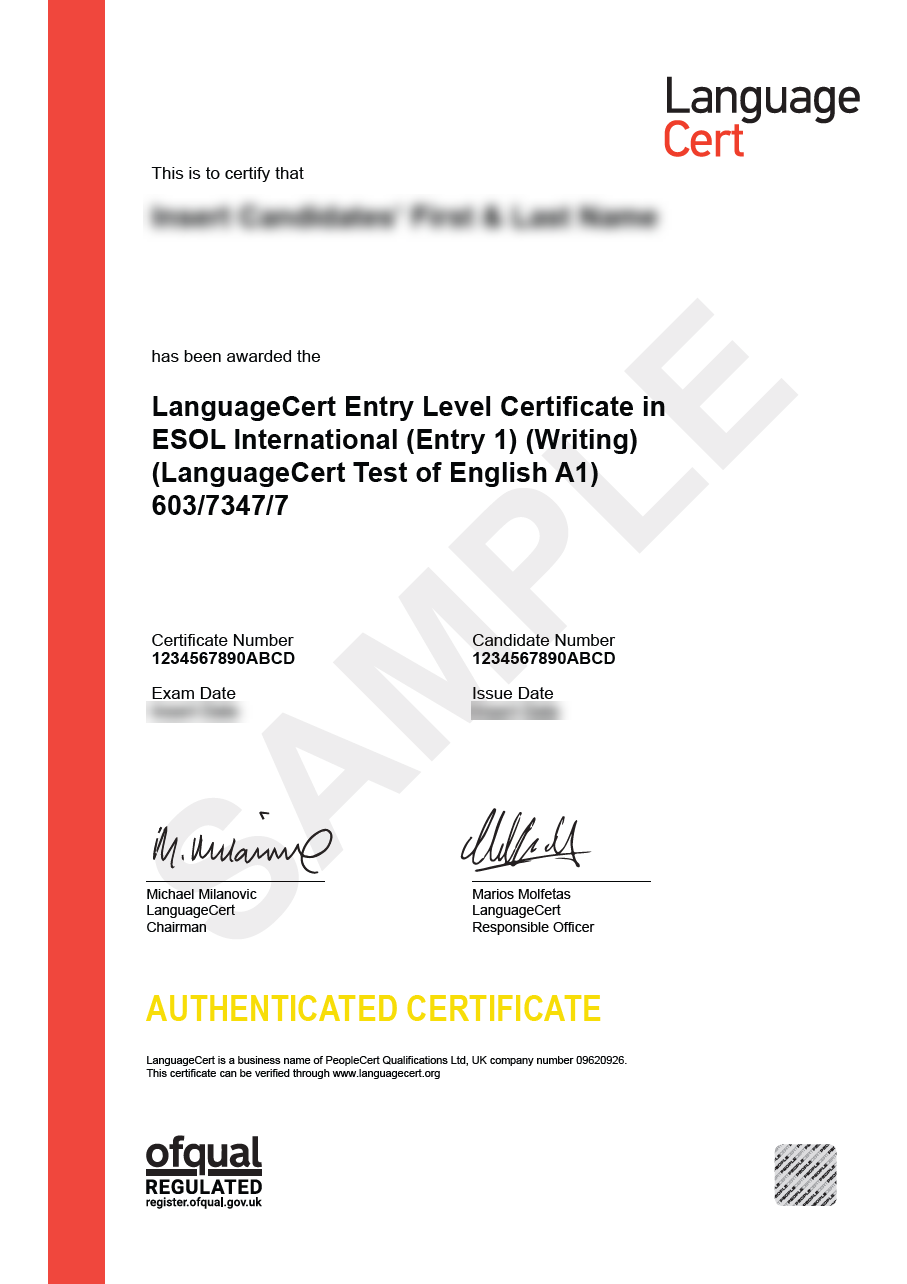 Language
Cert
This is to certify that
has been awarded the
LanguageCert Entry Level Certificate in
ESOL International (Entry 1) (Writing)
(LanguageCert Test of English A1)
603/7347/7
SAMPLE
Certificate Number
1234567890ABCD
Candidate Number
1234567890ABCD
Exam Date
Issue Date
M. Milanovic
Michael Milanovic
LanguageCert
Chairman
Marios Molfetas
LanguageCert
Responsible Officer
AUTHENTICATED CERTIFICATE
LanguageCert is a business name of PeopleCert Qualifications Ltd, UK company number 09620926.
This certificate can be verified through www.languagecert.org
ofqual
REGULATED
register.ofqual.gov.uk